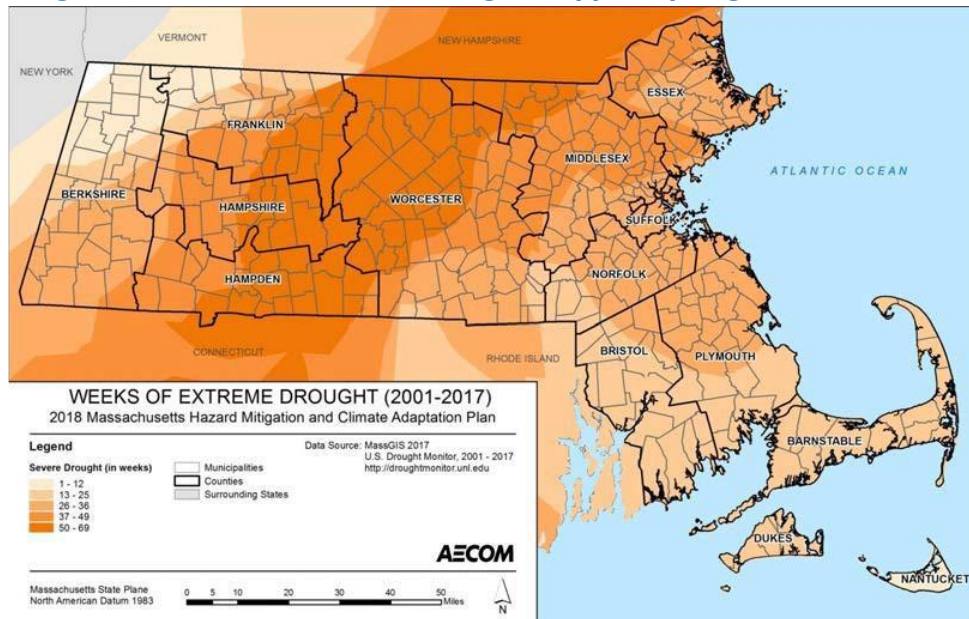 VERMONT
NEW HAMPSHIRE
NEW YORK
ESSEX
FRANKLIN
MIDDLESEX
ATLANTIC OCEAN
BERKSHIRE
WORCESTER
HAMPSHIRE
SUFFOLK
HAMPDEN
NORFOLK
CONNECTICUT
RHODE ISLAND
BRISTOL
PLYMOUTH
WEEKS OF EXTREME DROUGHT (2001-2017)
2018 Massachusetts Hazard Mitigation and Climate Adaptation Plan
Legend
Severe Drought (in weeks)
1 - 12
13 - 25
26 - 36
37 - 49
50 - 69
Municipalities
Counties
Surrounding States
Data Source: MassGIS 2017
U.S. Drought Monitor, 2001 - 2017
http://droughtmonitor.unl.edu
BARNSTABLE
DUKES
NANTUCKET
AECOM
Massachusetts State Plane
North American Datum 1983
0 5 10 20 30 40 50
Miles
N